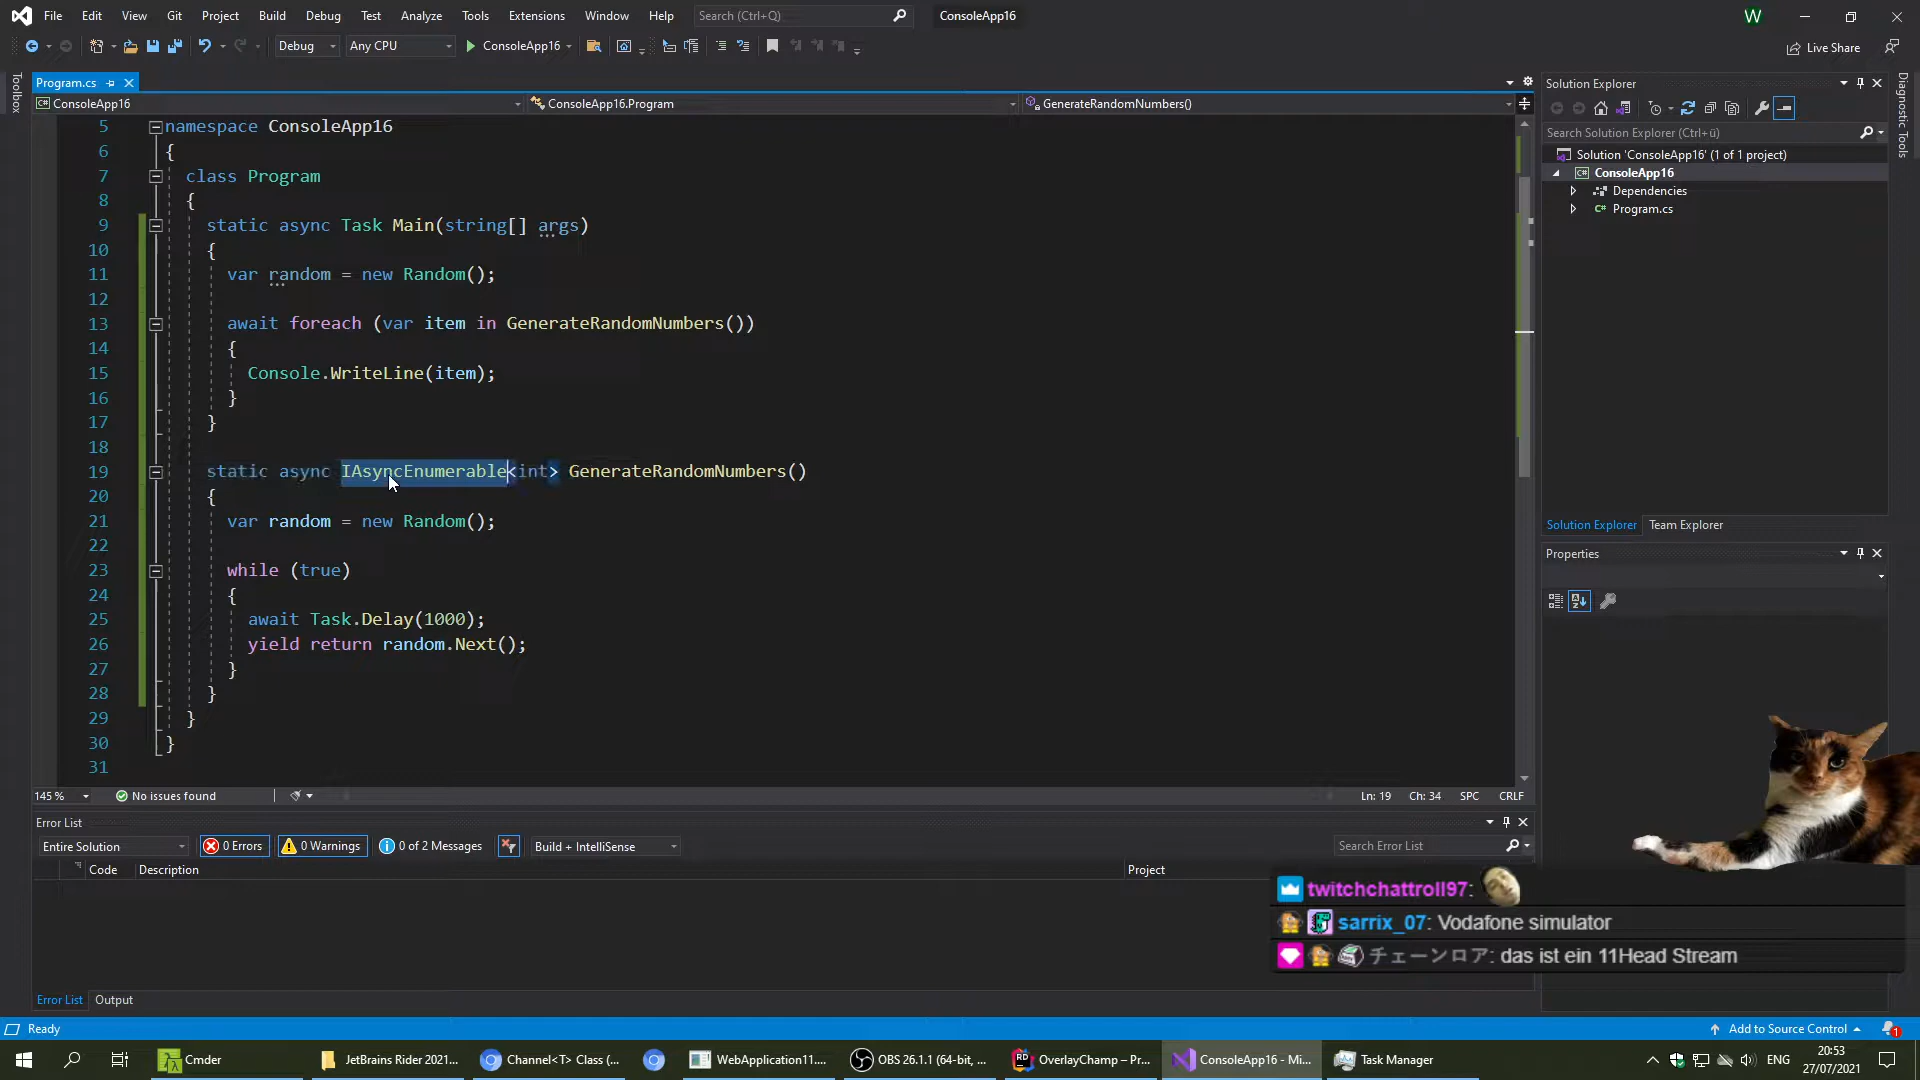 File Edit View Git Project Build Debug Test Analyze Tools Extensions Window Help Search (Ctrl+Q) ConsoleApp16 W
Debug Any CPU ConsoleApp16 Live Share
Toolbox
Program.cs
ConsoleApp16 ConsoleApp16.Program GenerateRandomNumbers()
5 namespace ConsoleApp16
6 {
7 class Program
8 {
9 static async Task Main(string[] args)
10 {
11 var random = new Random();
12
13 await foreach (var item in GenerateRandomNumbers())
14 {
15 Console.WriteLine(item);
16 }
17 }
18
19 static async IAsyncEnumerable<int> GenerateRandomNumbers()
20 {
21 var random = new Random();
22
23 while (true)
24 {
25 await Task.Delay(1000);
26 yield return random.Next();
27 }
28 }
29 }
30 }
31
145 % No issues found Ln: 19 Ch: 34 SPC CRLF
Error List
Entire Solution 0 Errors 0 Warnings 0 of 2 Messages Build + IntelliSense Search Error List
Code Description Project
Error List Output
Solution Explorer
Search Solution Explorer (Ctrl+ü)
Solution 'ConsoleApp16' (1 of 1 project)
ConsoleApp16
Dependencies
C# Program.cs
Solution Explorer Team Explorer
Properties
Diagnostic Tools
twitchchattroll97:
sarrix_07: Vodafone simulator
チェーンロア: das ist ein 11Head Stream
Ready Add to Source Control 1
Cmder JetBrains Rider 2021... Channel<T> Class (... WebApplication11.... OBS 26.1.1 (64-bit, ... OverlayChamp – Pr... ConsoleApp16 - Mi... Task Manager ENG 20:53
27/07/2021